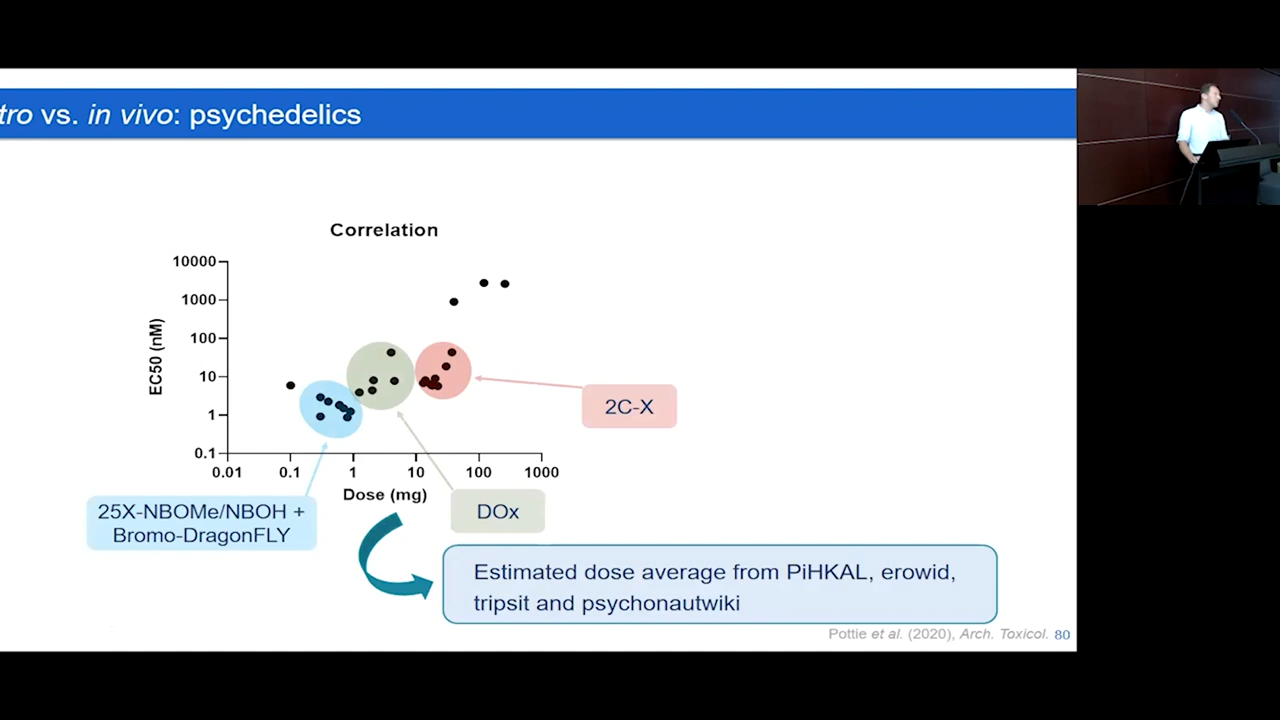 tro vs. in vivo: psychedelics
Correlation
10000
1000
100
10
1
0.1
EC50 (nM)
0.01 0.1 1 10 100 1000
Dose (mg)
2C-X
DOx
25X-NBOMe/NBOH +
Bromo-DragonFLY
Estimated dose average from PiHKAL, erowid,
tripsit and psychonautwiki
Pottie et al. (2020), Arch. Toxicol. 80